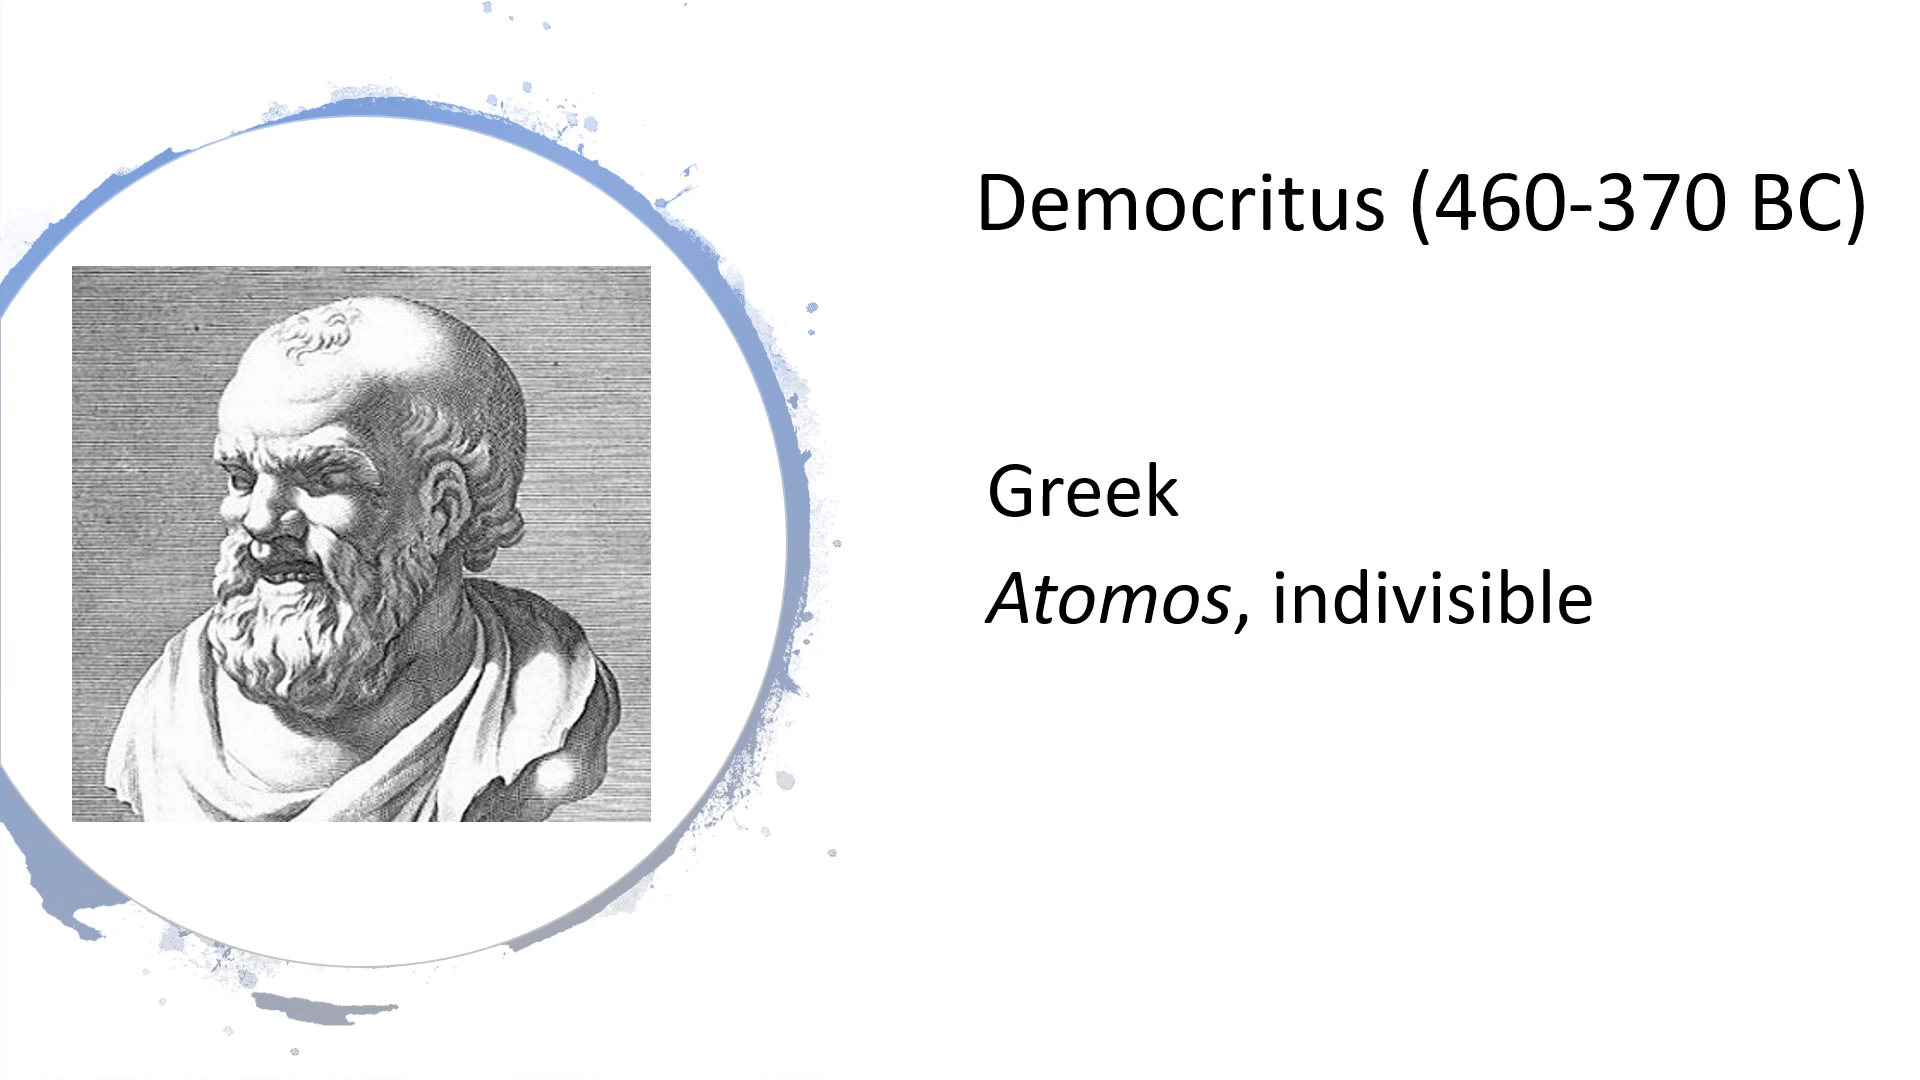 Democritus (460-370 BC)
Greek
Atomos, indivisible